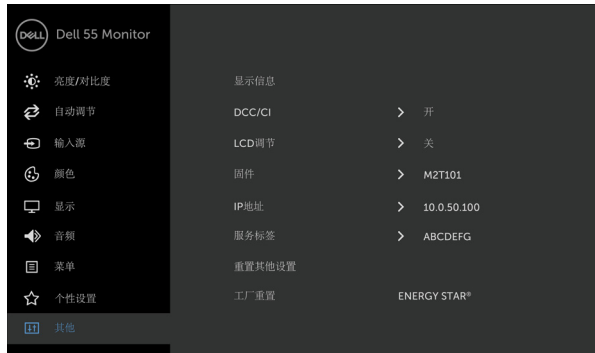 DELL Dell 55 Monitor
亮度/对比度
自动调节
输入源
颜色
显示
音频
菜单
个性设置
其他
显示信息
DCC/CI > 开
LCD调节 > 关
固件 > M2T101
IP地址 > 10.0.50.100
服务标签 > ABCDEFG
重置其他设置
工厂重置 ENERGY STAR®